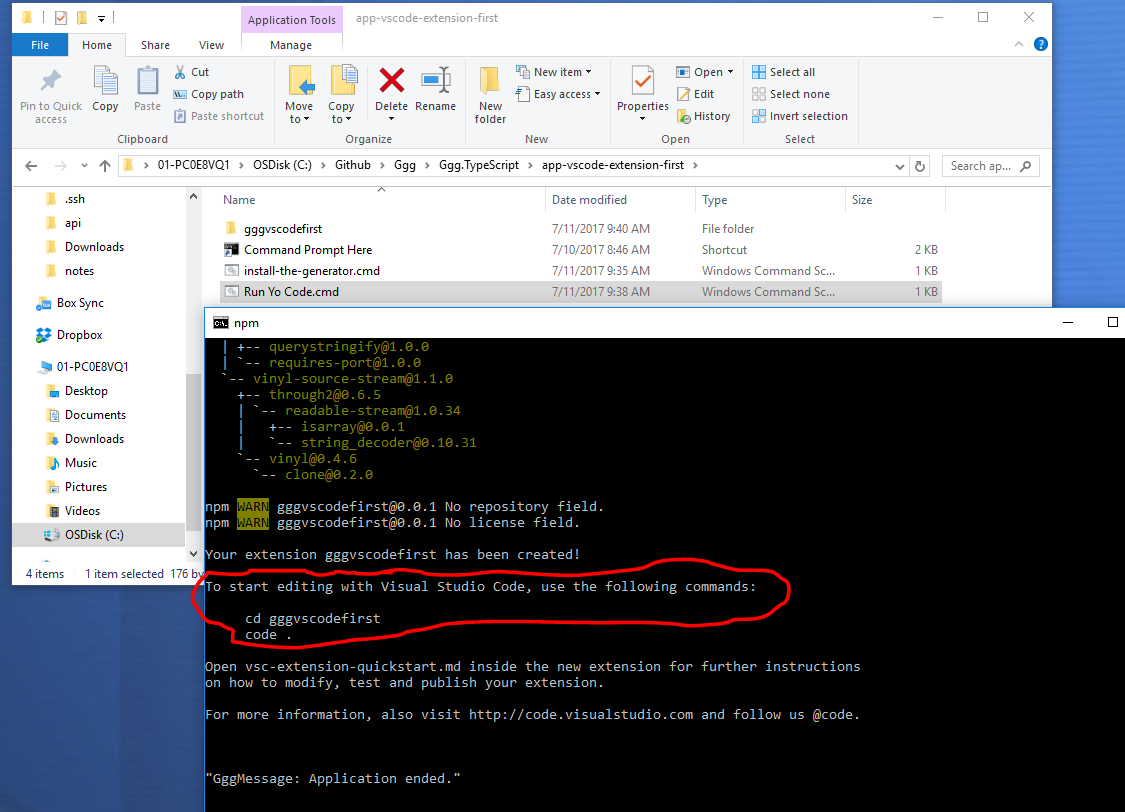 Application Tools
app-vscode-extension-first
File
Home
Share
View
Manage
Pin to Quick access
Copy
Paste
Cut
Copy path
Paste shortcut
Clipboard
Move to
Copy to
Delete
Rename
Organize
New folder
New item
Easy access
New
Properties
Open
Edit
History
Open
Select all
Select none
Invert selection
Select
01-PC0E8VQ1 > OSDisk (C:) > Github > Ggg > Ggg.TypeScript > app-vscode-extension-first >
Search ap...
.ssh
api
Downloads
notes
Box Sync
Dropbox
01-PC0E8VQ1
Desktop
Documents
Downloads
Music
Pictures
Videos
OSDisk (C:)
Name Date modified Type Size
gggvscodefirst 7/11/2017 9:40 AM File folder
Command Prompt Here 7/10/2017 8:46 AM Shortcut 2 KB
install-the-generator.cmd 7/11/2017 9:35 AM Windows Command Sc... 1 KB
Run Yo Code.cmd 7/11/2017 9:38 AM Windows Command Sc... 1 KB
4 items 1 item selected 176 by
npm
| +-- querystringify@1.0.0
| `-- requires-port@1.0.0
`-- vinyl-source-stream@1.1.0
+-- through2@0.6.5
| `-- readable-stream@1.0.34
| +-- isarray@0.0.1
| `-- string_decoder@0.10.31
`-- vinyl@0.4.6
`-- clone@0.2.0
npm WARN gggvscodefirst@0.0.1 No repository field.
npm WARN gggvscodefirst@0.0.1 No license field.
Your extension gggvscodefirst has been created!
To start editing with Visual Studio Code, use the following commands:
cd gggvscodefirst
code .
Open vsc-extension-quickstart.md inside the new extension for further instructions
on how to modify, test and publish your extension.
For more information, also visit http://code.visualstudio.com and follow us @code.
"GggMessage: Application ended."